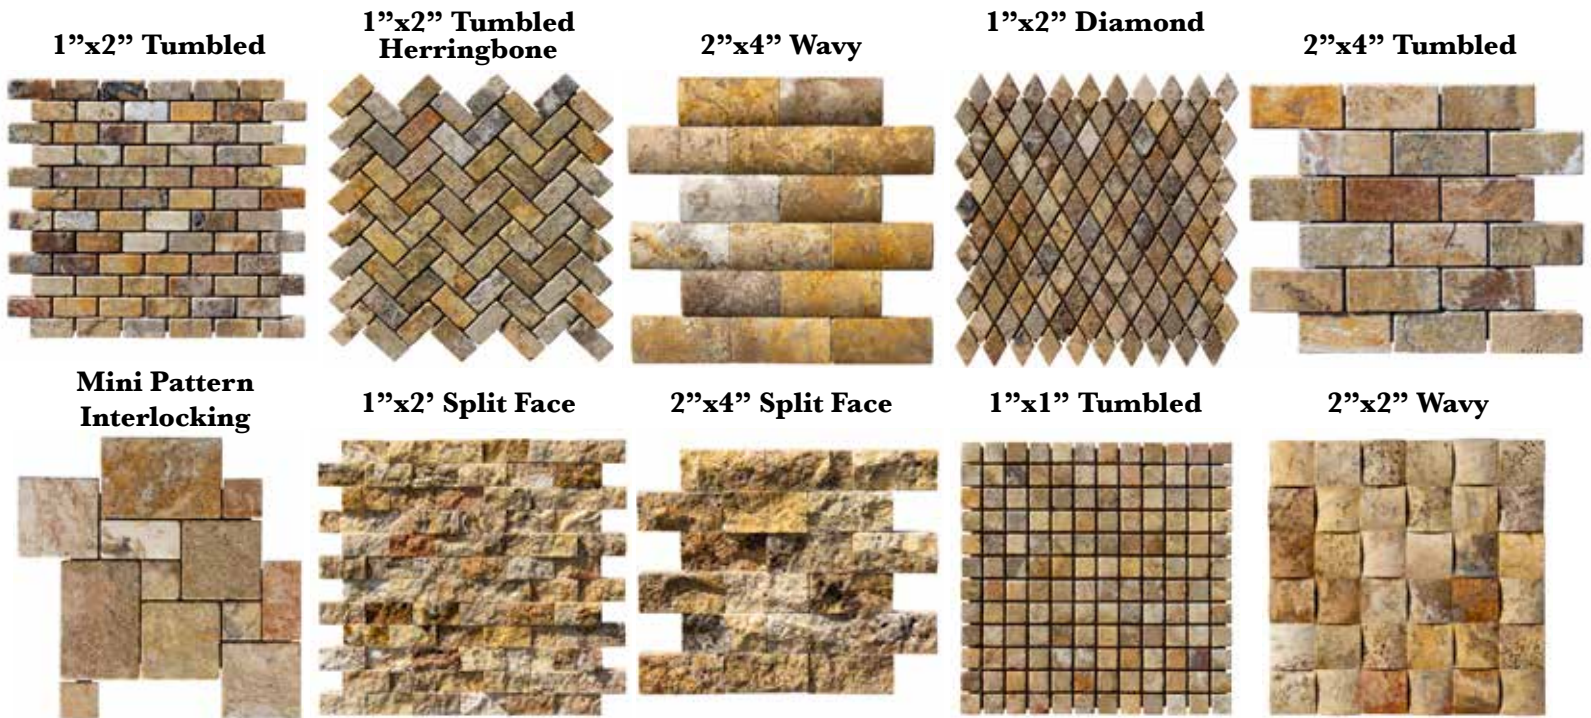 1”x2” Tumbled
1”x2” Tumbled
Herringbone
2”x4” Wavy
1”x2” Diamond
2”x4” Tumbled
Mini Pattern
Interlocking
1”x2’ Split Face
2”x4” Split Face
1”x1” Tumbled
2”x2” Wavy